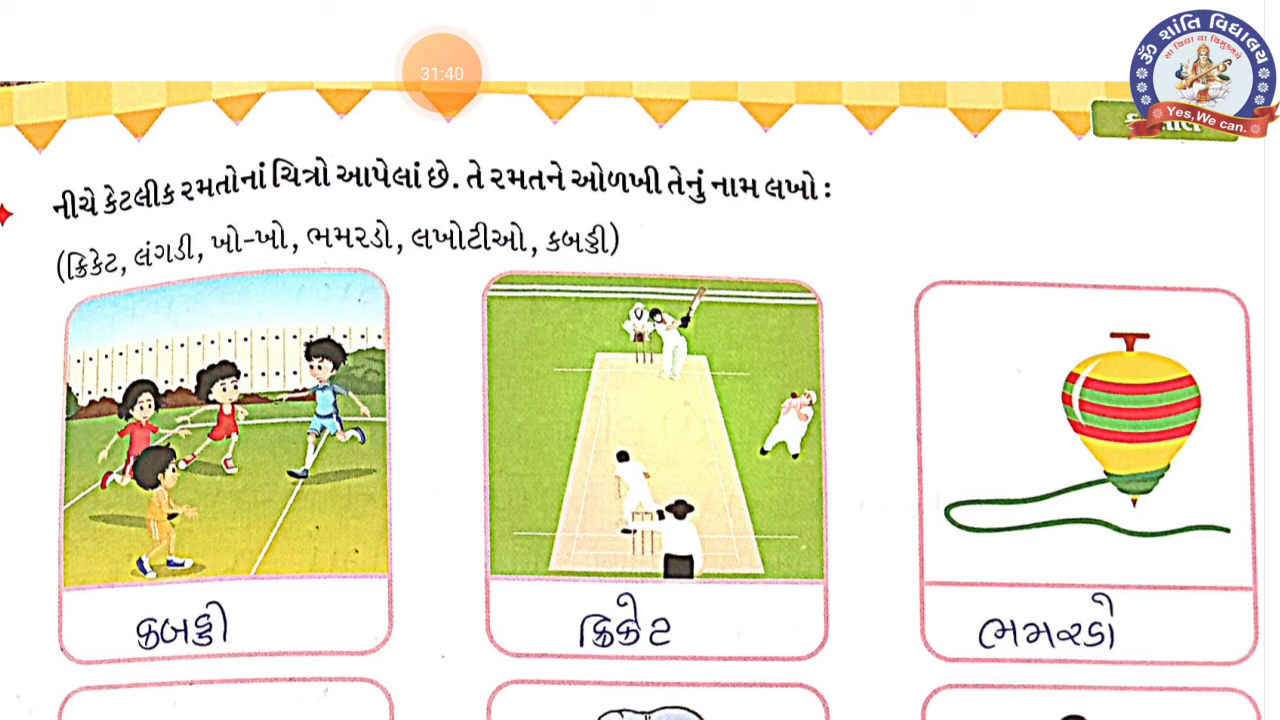 ૐ શાંતિ વિદ્યાલય
સા વિદ્યા યા વિમુક્તયે
Yes, We can.
31:40
નીચે કેટલીક રમતોનાં ચિત્રો આપેલાં છે. તે રમતને ઓળખી તેનું નામ લખો :
(ક્રિકેટ, લંગડી, ખો-ખો, ભમરડો, લખોટીઓ, કબડ્ડી)
કબડ્ડી
ક્રિકેટ
ભમરડો